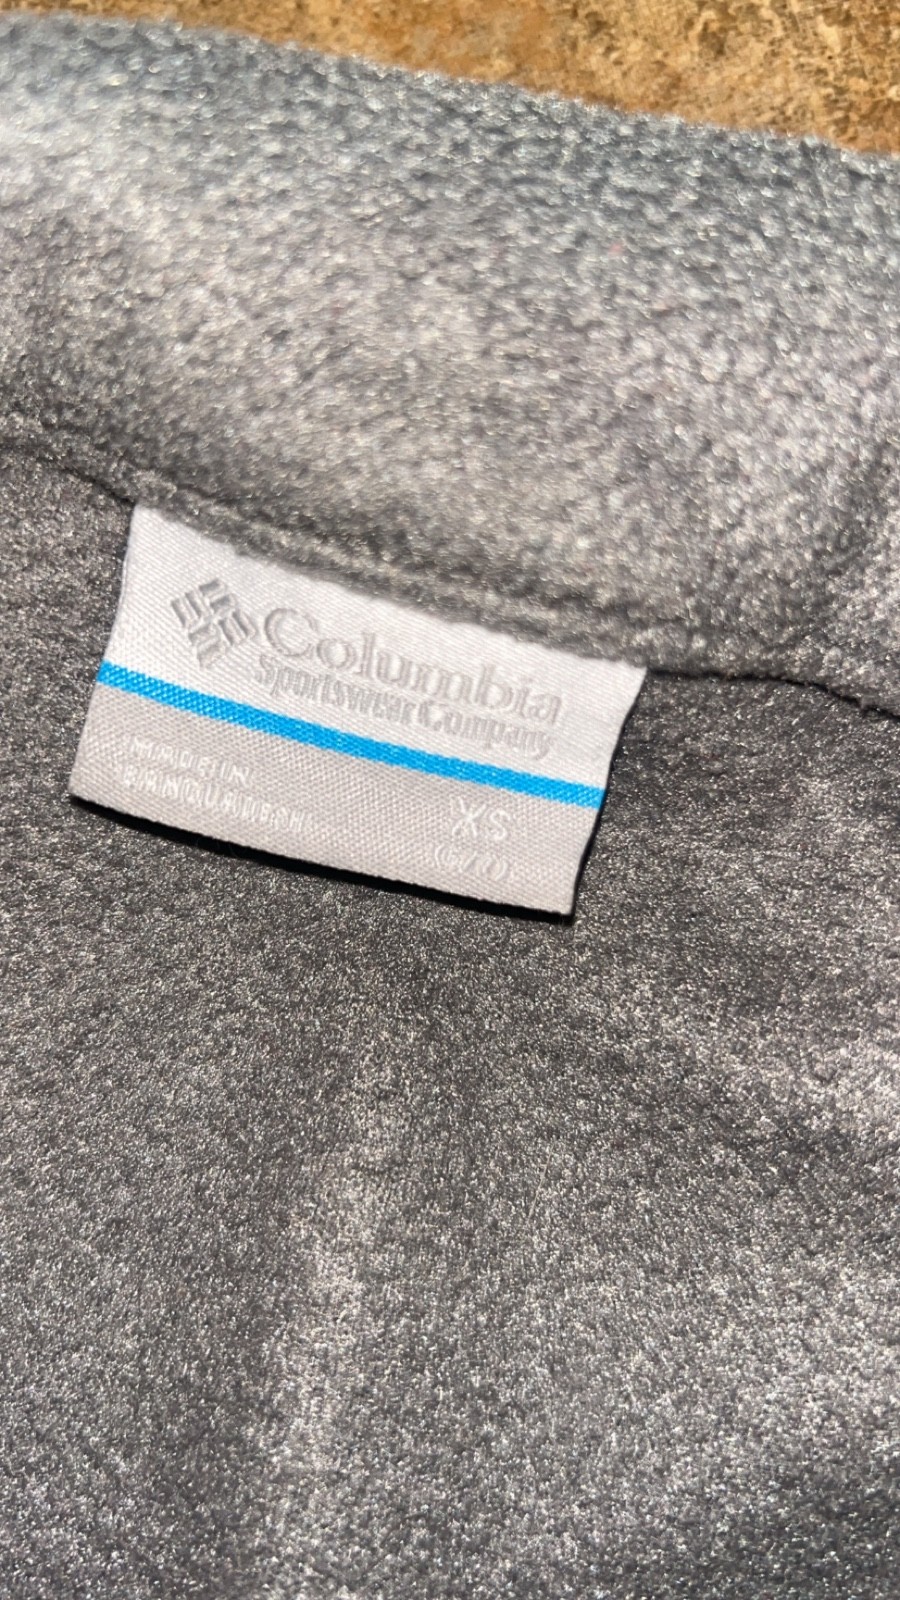 Columbia
Sportswear Company
MADE IN:
BANGLADESH
XS
(6/7)